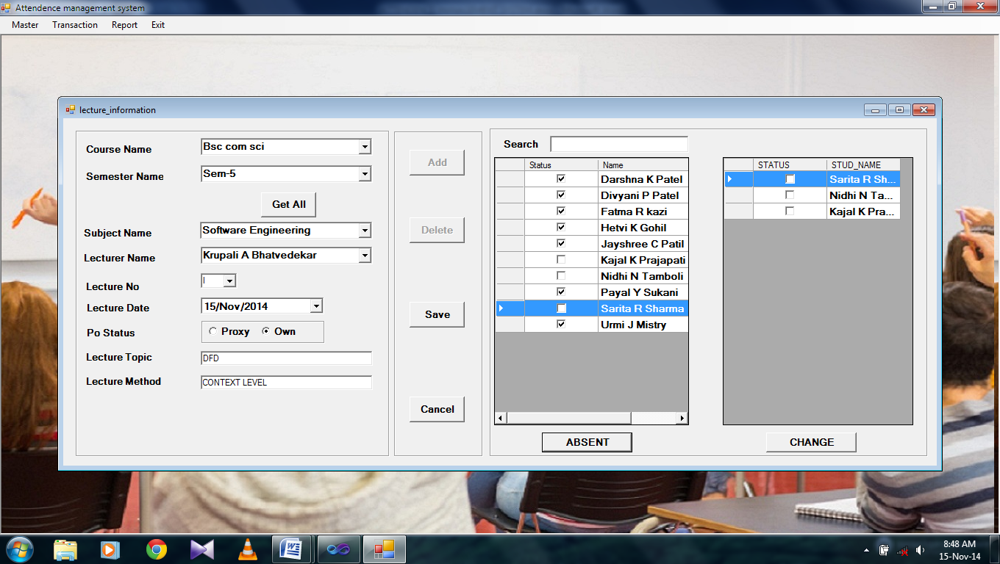 Attendence management system
Master Transaction Report Exit
lecture_information
Course Name Bsc com sci
Semester Name Sem-5
Get All
Subject Name Software Engineering
Lecturer Name Krupali A Bhatvedekar
Lecture No I
Lecture Date 15/Nov/2014
Po Status Proxy Own
Lecture Topic DFD
Lecture Method CONTEXT LEVEL
Add
Delete
Save
Cancel
Search
Status Name
Darshna K Patel
Divyani P Patel
Fatma R kazi
Hetvi K Gohil
Jayshree C Patil
Kajal K Prajapati
Nidhi N Tamboli
Payal Y Sukani
Sarita R Sharma
Urmi J Mistry
ABSENT
STATUS STUD_NAME
Sarita R Sh...
Nidhi N Ta...
Kajal K Pra...
CHANGE
8:48 AM
15-Nov-14